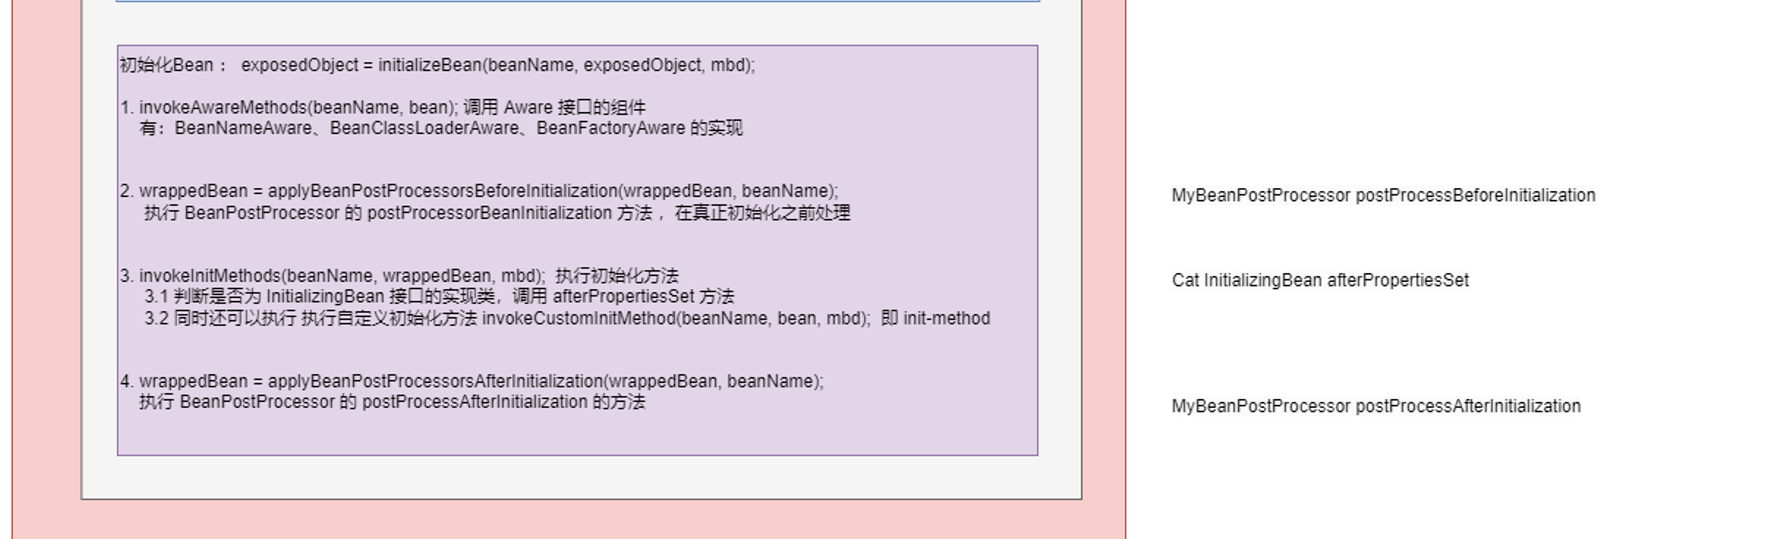 初始化Bean： exposedObject = initializeBean(beanName, exposedObject, mbd);
1. invokeAwareMethods(beanName, bean); 调用 Aware 接口的组件
有：BeanNameAware、BeanClassLoaderAware、BeanFactoryAware 的实现
2. wrappedBean = applyBeanPostProcessorsBeforeInitialization(wrappedBean, beanName);
执行 BeanPostProcessor 的 postProcessorBeanInitialization 方法 ，在真正初始化之前处理
MyBeanPostProcessor postProcessBeforeInitialization
3. invokeInitMethods(beanName, wrappedBean, mbd);  执行初始化方法
3.1 判断是否为 InitializingBean 接口的实现类，调用 afterPropertiesSet 方法
3.2 同时还可以执行 执行自定义初始化方法 invokeCustomInitMethod(beanName, bean, mbd);  即 init-method
Cat InitializingBean afterPropertiesSet
4. wrappedBean = applyBeanPostProcessorsAfterInitialization(wrappedBean, beanName);
执行 BeanPostProcessor 的 postProcessAfterInitialization 的方法
MyBeanPostProcessor postProcessAfterInitialization